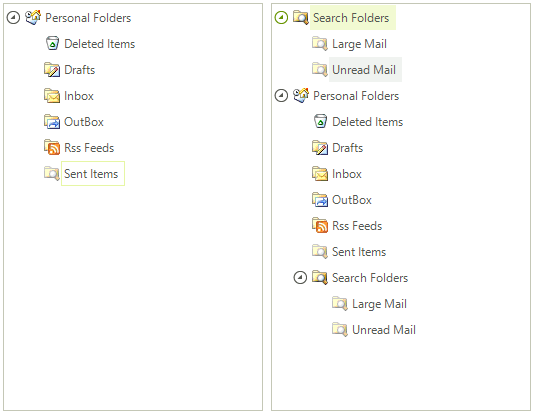 Personal Folders
Deleted Items
Drafts
Inbox
OutBox
Rss Feeds
Sent Items
Search Folders
Large Mail
Unread Mail
Personal Folders
Deleted Items
Drafts
Inbox
OutBox
Rss Feeds
Sent Items
Search Folders
Large Mail
Unread Mail